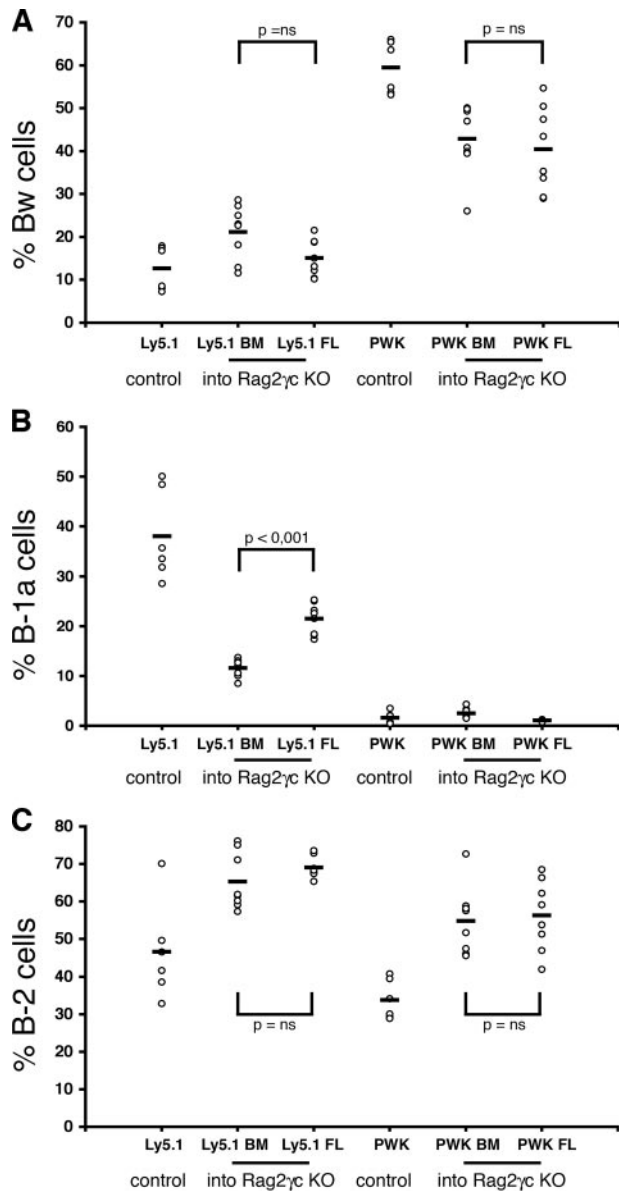 A
% Bw cells
70
60
50
40
30
20
10
0
p =ns
p = ns
Ly5.1 Ly5.1 BM Ly5.1 FL PWK PWK BM PWK FL
control into Rag2γc KO control into Rag2γc KO
B
% B-1a cells
60
50
40
30
20
10
0
p < 0,001
Ly5.1 Ly5.1 BM Ly5.1 FL PWK PWK BM PWK FL
control into Rag2γc KO control into Rag2γc KO
C
% B-2 cells
80
70
60
50
40
30
20
10
0
p = ns
p = ns
Ly5.1 Ly5.1 BM Ly5.1 FL PWK PWK BM PWK FL
control into Rag2γc KO control into Rag2γc KO